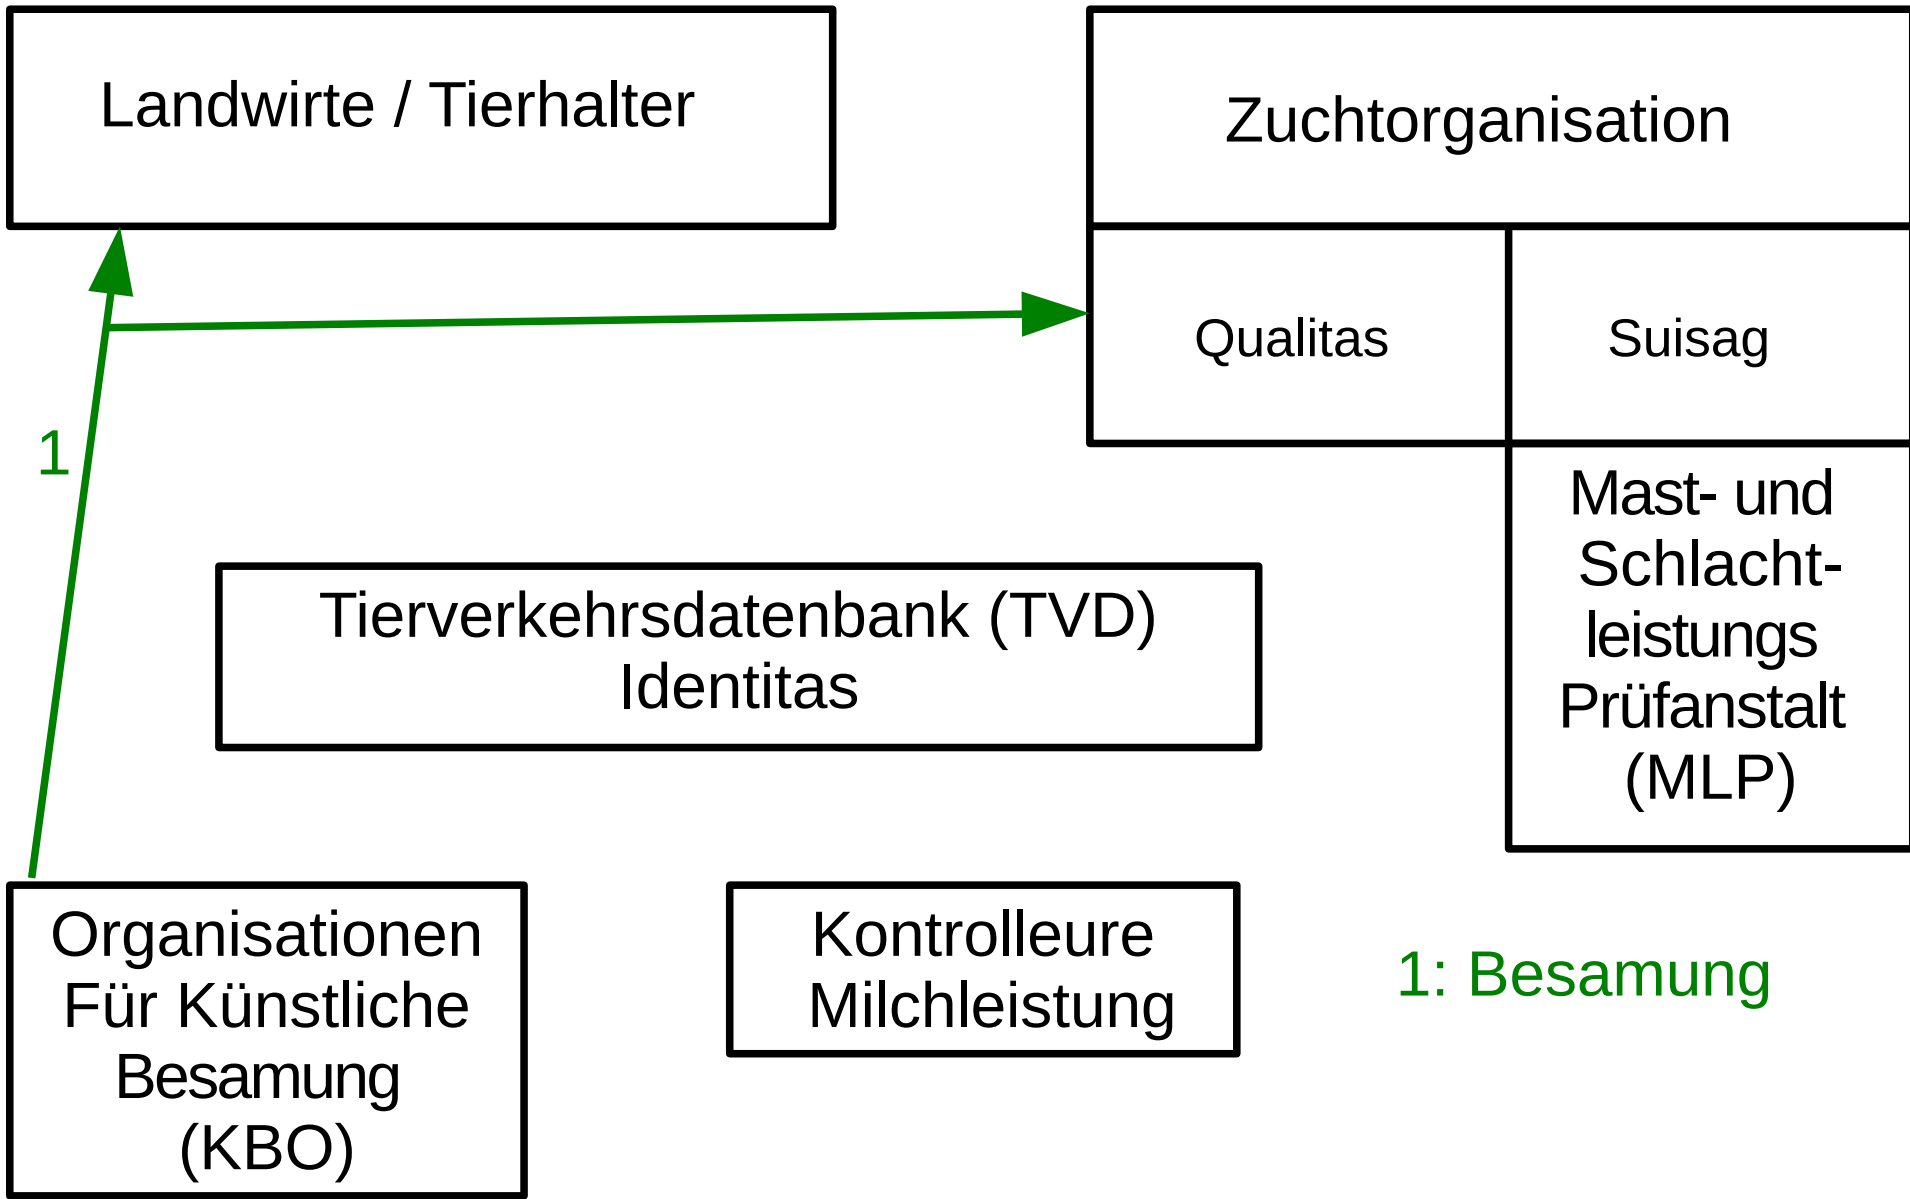 Landwirte / Tierhalter
Zuchtorganisation
Qualitas
Suisag
1
Mast- und
Schlacht-
leistungs
Prüfanstalt
(MLP)
Tierverkehrsdatenbank (TVD)
Identitas
Organisationen
Für Künstliche
Besamung
(KBO)
Kontrolleure
Milchleistung
1: Besamung